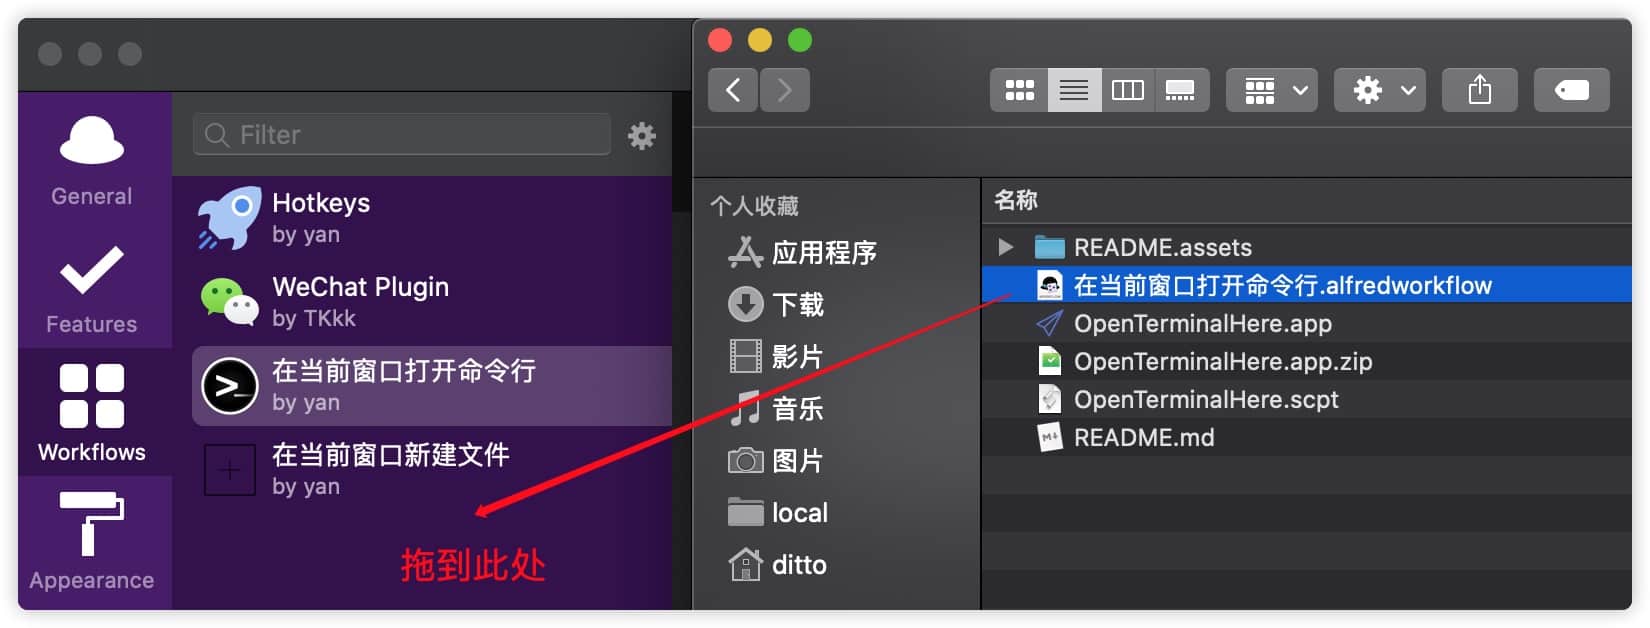 Filter
General
Features
Workflows
Appearance
Hotkeys
by yan
WeChat Plugin
by TKkk
在当前窗口打开命令行
by yan
在当前窗口新建文件
by yan
拖到此处
个人收藏
应用程序
下载
影片
音乐
图片
local
ditto
名称
README.assets
在当前窗口打开命令行.alfredworkflow
OpenTerminalHere.app
OpenTerminalHere.app.zip
OpenTerminalHere.scpt
README.md